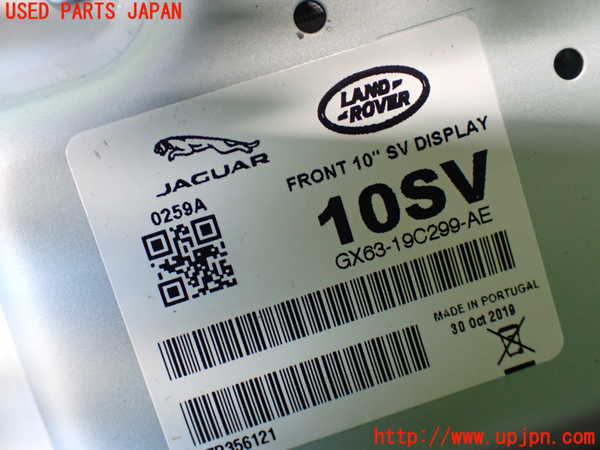 USED PARTS JAPAN
LAND-
-ROVER
JAGUAR
FRONT 10" SV DISPLAY
0259A
10SV
GX63-19C299-AE
MADE IN PORTUGAL
30 Oct 2019
356121
http://www.upjpn.com/